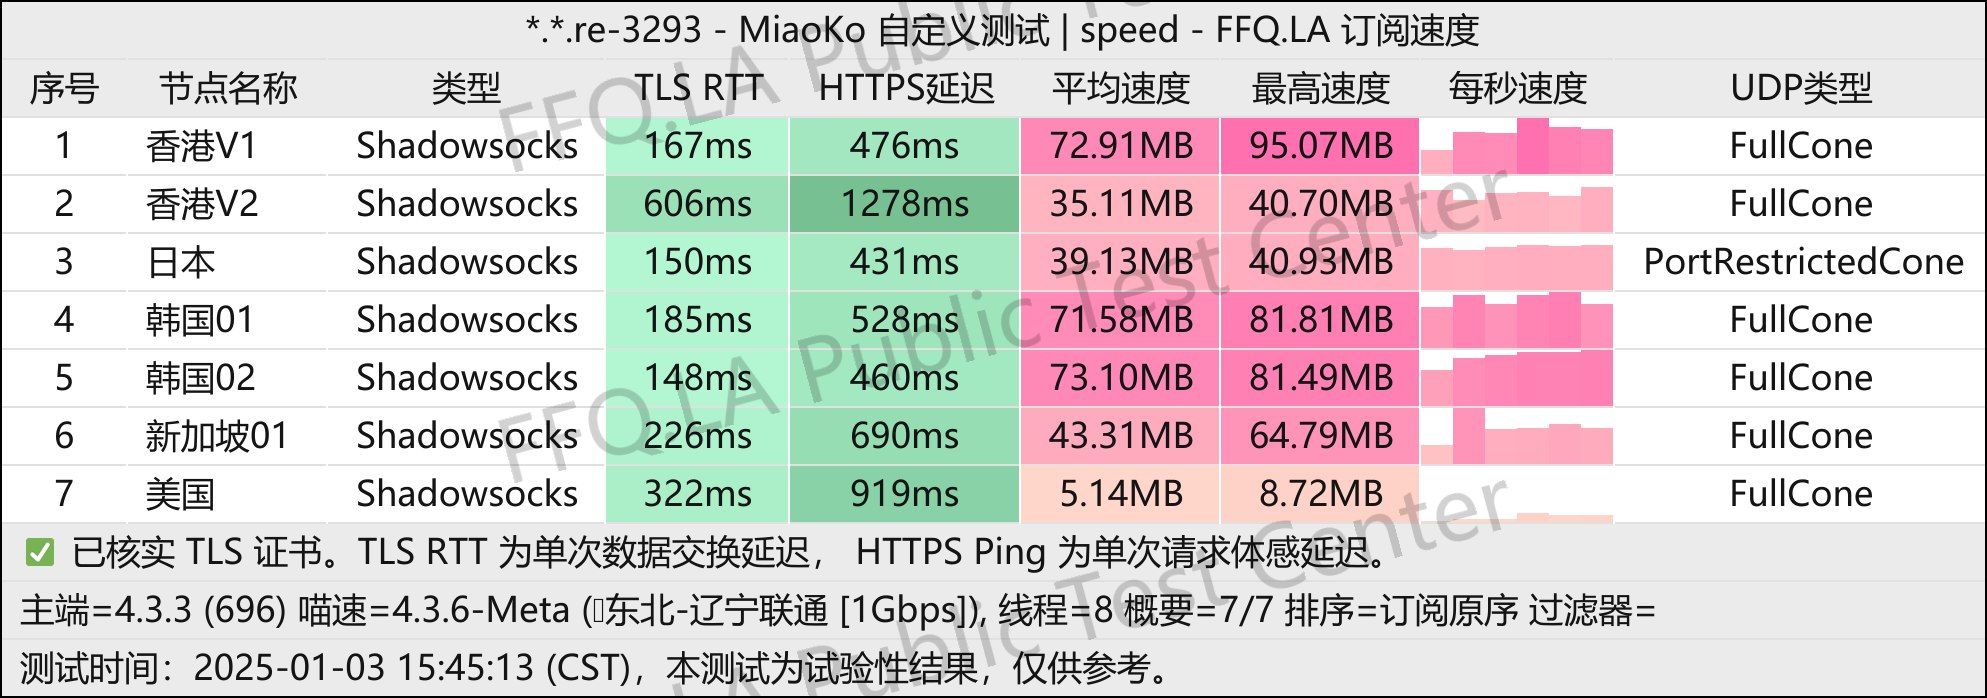 *.*.re-3293 - MiaoKo 自定义测试 | speed - FFQ.LA 订阅速度
序号 节点名称 类型 TLS RTT HTTPS延迟 平均速度 最高速度 每秒速度 UDP类型
1 香港V1 Shadowsocks 167ms 476ms 72.91MB 95.07MB FullCone
2 香港V2 Shadowsocks 606ms 1278ms 35.11MB 40.70MB FullCone
3 日本 Shadowsocks 150ms 431ms 39.13MB 40.93MB PortRestrictedCone
4 韩国01 Shadowsocks 185ms 528ms 71.58MB 81.81MB FullCone
5 韩国02 Shadowsocks 148ms 460ms 73.10MB 81.49MB FullCone
6 新加坡01 Shadowsocks 226ms 690ms 43.31MB 64.79MB FullCone
7 美国 Shadowsocks 322ms 919ms 5.14MB 8.72MB FullCone
✅ 已核实 TLS 证书。TLS RTT 为单次数据交换延迟， HTTPS Ping 为单次请求体感延迟。
主端=4.3.3 (696) 喵速=4.3.6-Meta (东北-辽宁联通 [1Gbps]), 线程=8 概要=7/7 排序=订阅原序 过滤器=
测试时间：2025-01-03 15:45:13 (CST)，本测试为试验性结果，仅供参考。
FFQ.LA Public Test Center
FFQ.LA Public Test Center
FFQ.LA Public Test Center